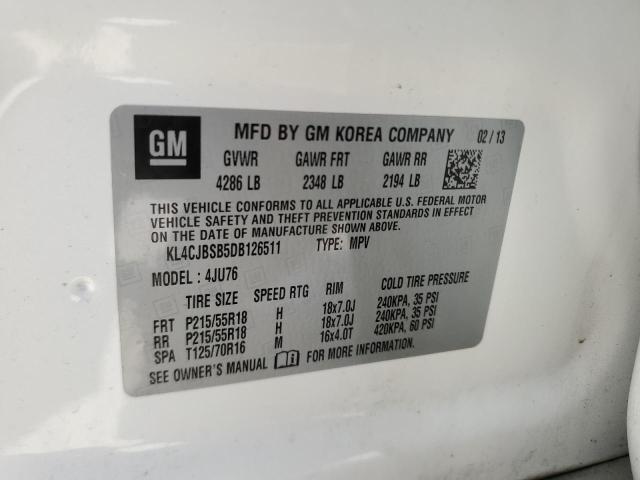 GM MFD BY GM KOREA COMPANY 02 / 13
GVWR GAWR FRT GAWR RR
4286 LB 2348 LB 2194 LB
THIS VEHICLE CONFORMS TO ALL APPLICABLE U.S. FEDERAL MOTOR
VEHICLE SAFETY AND THEFT PREVENTION STANDARDS IN EFFECT
ON THE DATE OF MANUFACTURE SHOWN ABOVE.
KL4CJBSB5DB126511 TYPE: MPV
MODEL : 4JU76
TIRE SIZE SPEED RTG RIM COLD TIRE PRESSURE
FRT P215/55R18 H 18x7.0J 240KPA, 35 PSI
RR P215/55R18 H 18x7.0J 240KPA, 35 PSI
SPA T125/70R16 M 16x4.0T 420KPA, 60 PSI
SEE OWNER'S MANUAL FOR MORE INFORMATION.